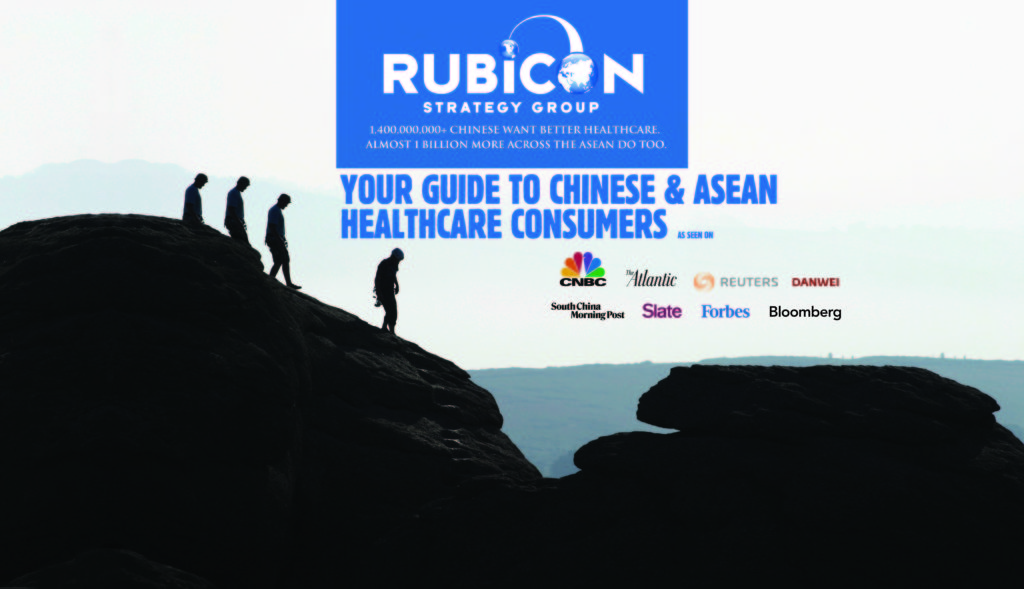 RUBiCON
STRATEGY GROUP
1,400,000,000+ CHINESE WANT BETTER HEALTHCARE.
ALMOST 1 BILLION MORE ACROSS THE ASEAN DO TOO.
YOUR GUIDE TO CHINESE & ASEAN
HEALTHCARE CONSUMERS AS SEEN ON
CNBC The Atlantic REUTERS DANWEI
South China
Morning Post Slate Forbes Bloomberg